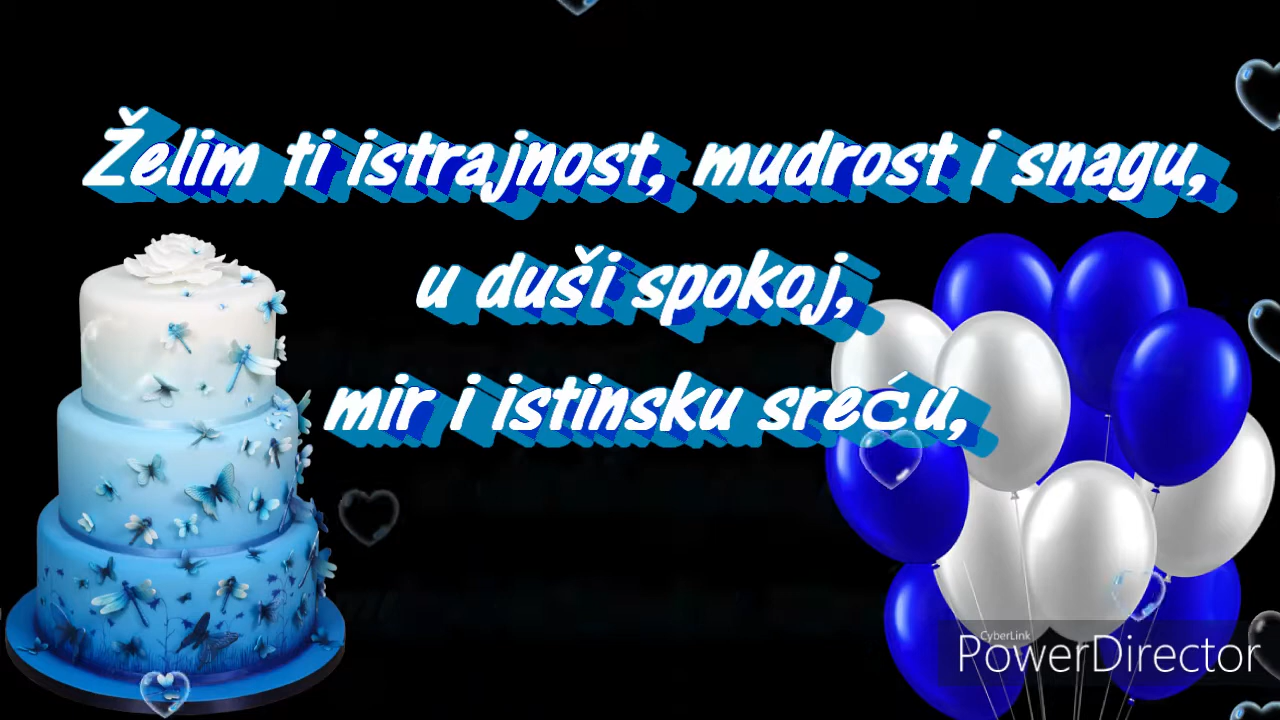 Želim ti istrajnost, mudrost i snagu,
u duši spokoj,
mir i istinsku sreću,
CyberLink
PowerDirector